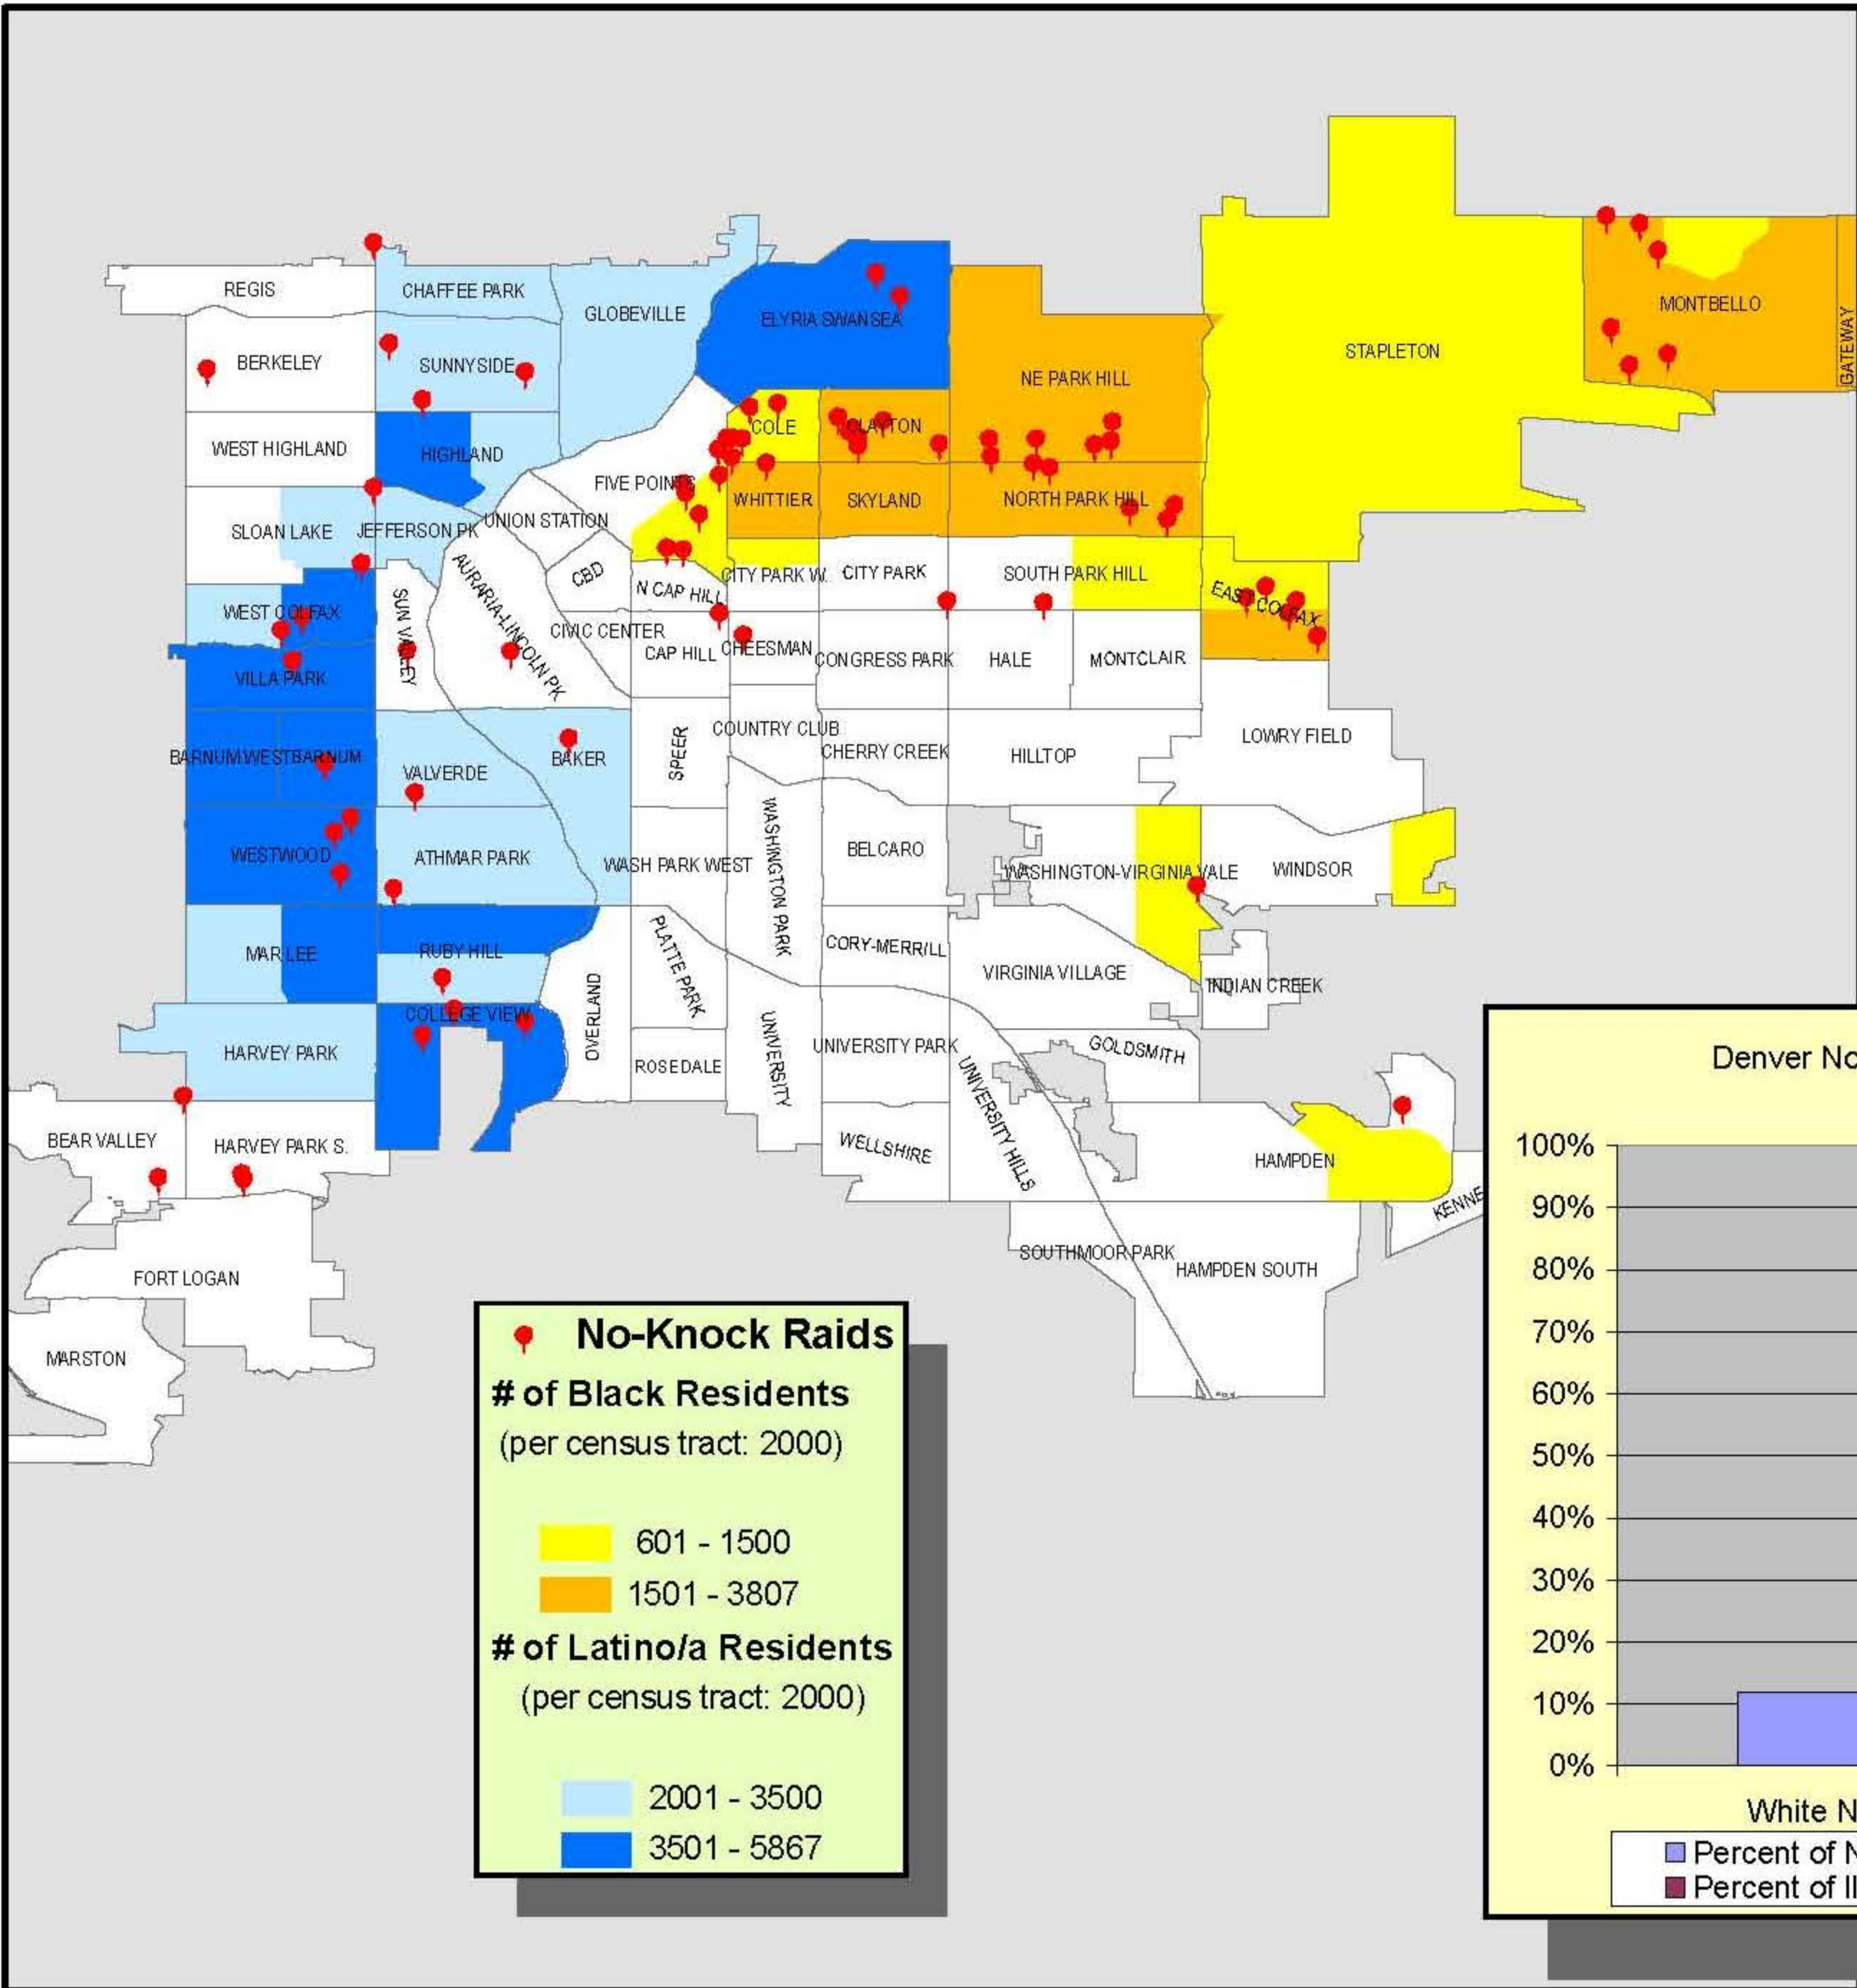 REGIS
CHAFFEE PARK
GLOBEVILLE
ELYRIA SWANSEA
MONTBELLO
GATEWAY
BERKELEY
SUNNYSIDE
STAPLETON
NE PARK HILL
WEST HIGHLAND
HIGHLAND
COLE
CLAYTON
FIVE POINTS
WHITTIER
SKYLAND
NORTH PARK HILL
SLOAN LAKE
JEFFERSON PK
UNION STATION
AURARIA-LINCOLN PK
CBD
N CAP HILL
CITY PARK W.
CITY PARK
SOUTH PARK HILL
EAST COLFAX
WEST COLFAX
SUN VALLEY
CIVIC CENTER
CAP HILL
CHEESMAN
CONGRESS PARK
HALE
MONTCLAIR
VILLA PARK
BARNUM WEST
BARNUM
VALVERDE
BAKER
SPEER
COUNTRY CLUB
CHERRY CREEK
HILLTOP
LOWRY FIELD
WESTWOOD
ATHMAR PARK
WASH PARK WEST
WASHINGTON PARK
BELCARO
WASHINGTON-VIRGINIA VALE
WINDSOR
MAR LEE
RUBY HILL
PLATTE PARK
CORY-MERRILL
VIRGINIA VILLAGE
INDIAN CREEK
COLLEGE VIEW
HARVEY PARK
OVERLAND
ROSEDALE
UNIVERSITY
UNIVERSITY PARK
UNIVERSITY HILLS
GOLDSMITH
BEAR VALLEY
HARVEY PARK S.
WELLSHIRE
HAMPDEN
KENNE
SOUTHMOOR PARK
HAMPDEN SOUTH
FORT LOGAN
MARSTON
No-Knock Raids
# of Black Residents
(per census tract: 2000)
601 - 1500
1501 - 3807
# of Latino/a Residents
(per census tract: 2000)
2001 - 3500
3501 - 5867
Denver No
100%
90%
80%
70%
60%
50%
40%
30%
20%
10%
0%
White N
Percent of N
Percent of Il